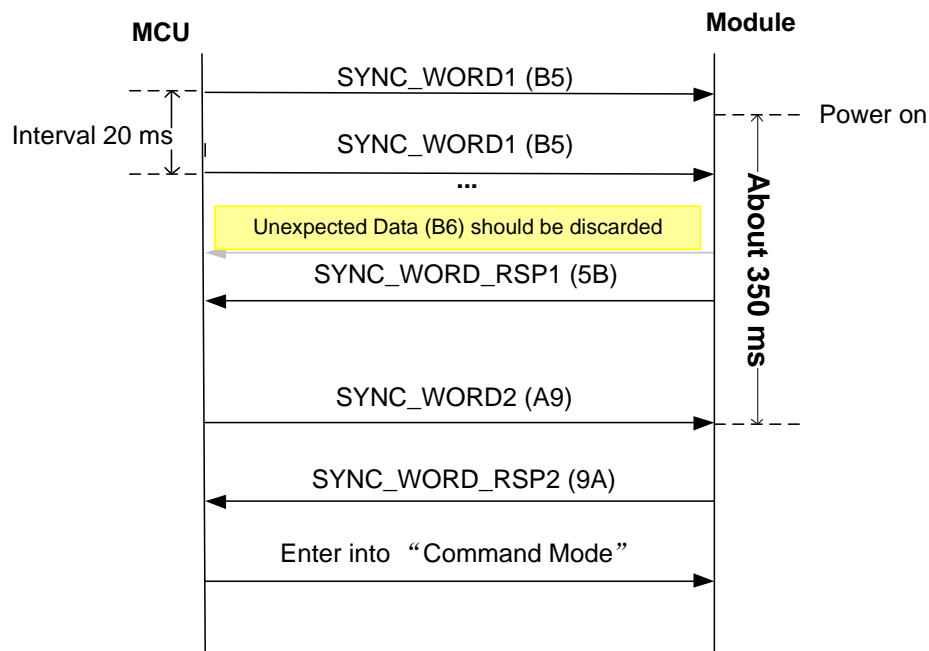 MCU
Module
SYNC_WORD1 (B5)
Power on
Interval 20 ms
SYNC_WORD1 (B5)
...
About 350 ms
Unexpected Data (B6) should be discarded
SYNC_WORD_RSP1 (5B)
SYNC_WORD2 (A9)
SYNC_WORD_RSP2 (9A)
Enter into “Command Mode”